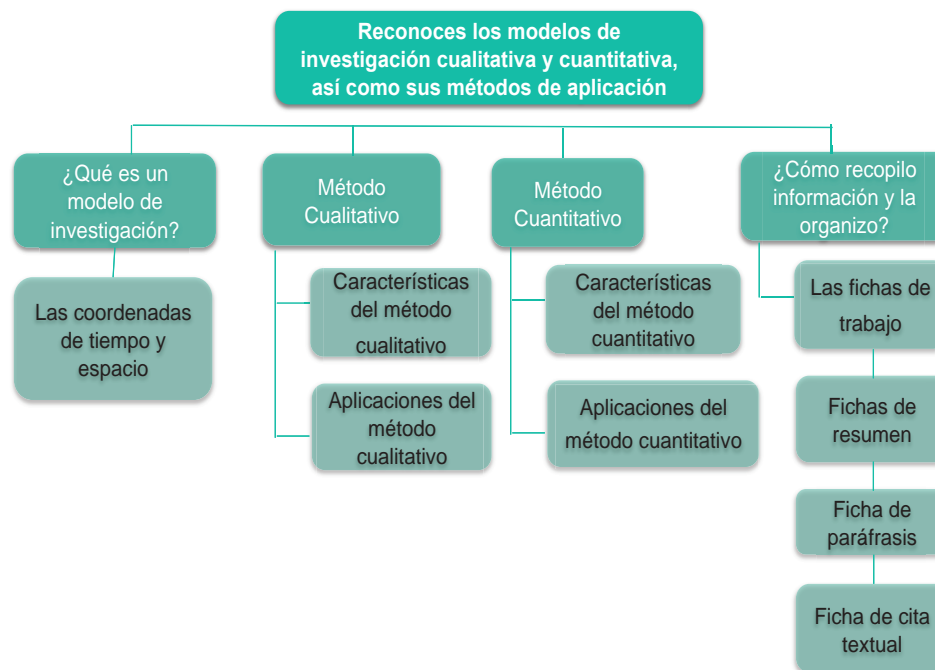 Reconoces los modelos de
investigación cualitativa y cuantitativa,
así como sus métodos de aplicación
¿Qué es un
modelo de
investigación?
Las coordenadas
de tiempo y
espacio
Método
Cualitativo
Características
del método
cualitativo
Aplicaciones del
método
cualitativo
Método
Cuantitativo
Características
del método
cuantitativo
Aplicaciones del
método cuantitativo
¿Cómo recopilo
información y la
organizo?
Las fichas de
trabajo
Fichas de
resumen
Ficha de
paráfrasis
Ficha de cita
textual